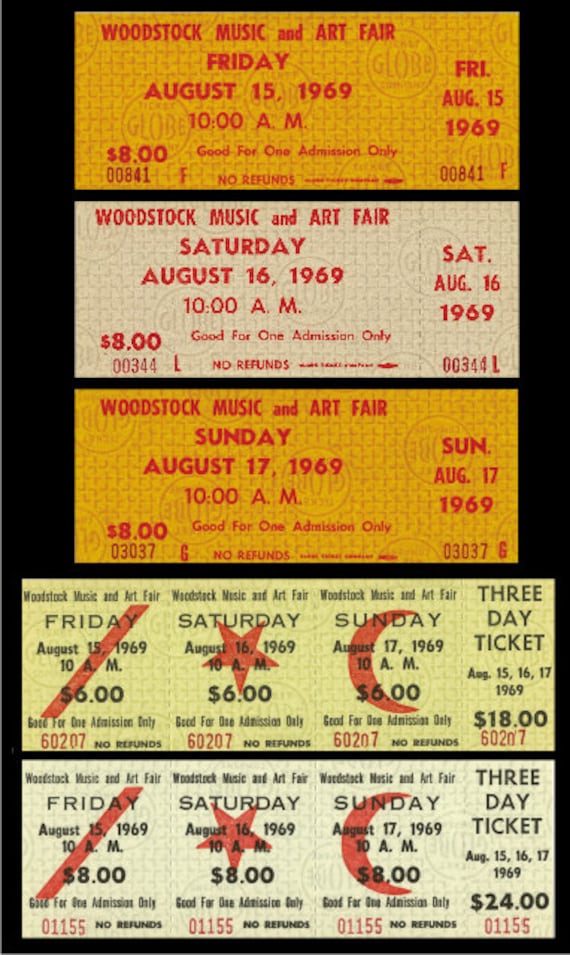 WOODSTOCK MUSIC and ART FAIR
FRIDAY
AUGUST 15, 1969
10:00 A. M.
Good For One Admission Only
$8.00
00841 F
NO REFUNDS
GLOBE TICKET COMPANY
FRI.
AUG. 15
1969
00841 F
WOODSTOCK MUSIC and ART FAIR
SATURDAY
AUGUST 16, 1969
10:00 A. M.
Good For One Admission Only
$8.00
00344 L
NO REFUNDS
GLOBE TICKET COMPANY
SAT.
AUG. 16
1969
00344 L
WOODSTOCK MUSIC and ART FAIR
SUNDAY
AUGUST 17, 1969
10:00 A. M.
Good For One Admission Only
$8.00
03037 G
NO REFUNDS
GLOBE TICKET COMPANY
SUN.
AUG. 17
1969
03037 G
Woodstock Music and Art Fair
FRIDAY
August 15, 1969
10 A. M.
$6.00
Good For One Admission Only
60207 NO REFUNDS
Woodstock Music and Art Fair
SATURDAY
August 16, 1969
10 A. M.
$6.00
Good For One Admission Only
60207 NO REFUNDS
Woodstock Music and Art Fair
SUNDAY
August 17, 1969
10 A. M.
$6.00
Good For One Admission Only
60207 NO REFUNDS
THREE
DAY
TICKET
Aug. 15, 16, 17
1969
$18.00
60207
Woodstock Music and Art Fair
FRIDAY
August 15, 1969
10 A. M.
$8.00
Good For One Admission Only
01155 NO REFUNDS
Woodstock Music and Art Fair
SATURDAY
August 16, 1969
10 A. M.
$8.00
Good For One Admission Only
01155 NO REFUNDS
Woodstock Music and Art Fair
SUNDAY
August 17, 1969
10 A. M.
$8.00
Good For One Admission Only
01155 NO REFUNDS
THREE
DAY
TICKET
Aug. 15, 16, 17
1969
$24.00
01155